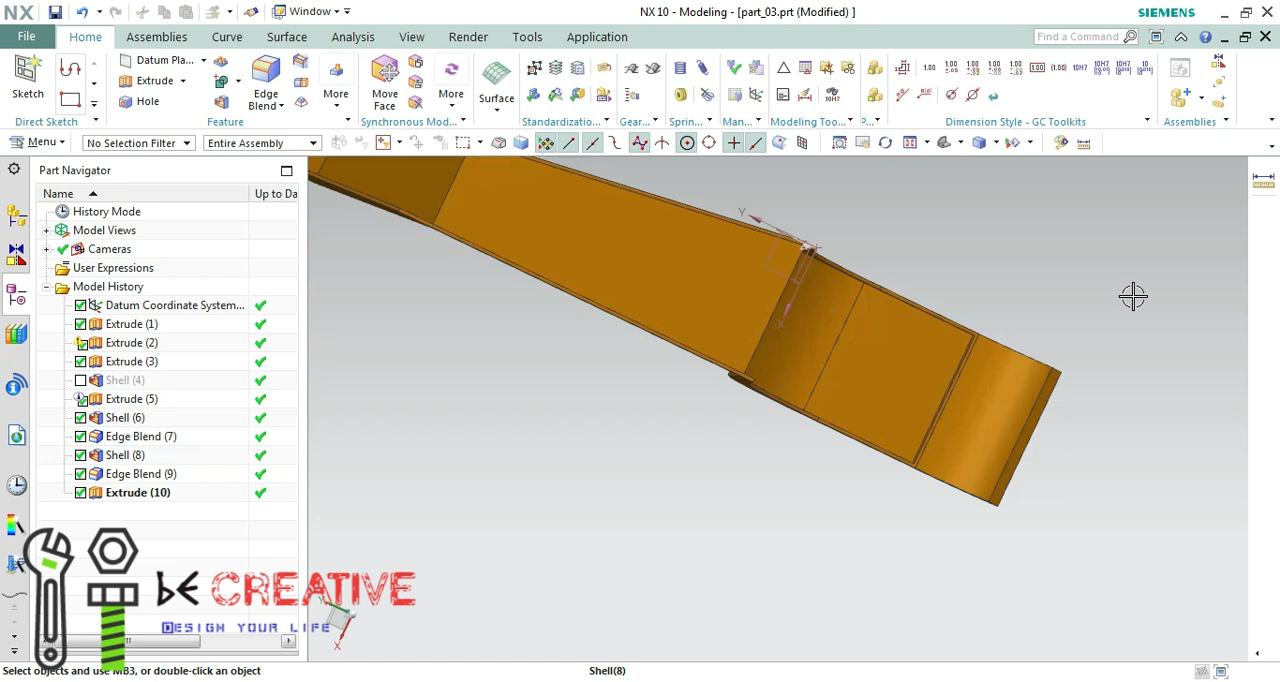 NX
Window
NX 10 - Modeling - [part_03.prt (Modified) ]
SIEMENS
File
Home
Assemblies
Curve
Surface
Analysis
View
Render
Tools
Application
Find a Command
Sketch
Datum Pla...
Extrude
Hole
Edge
Blend
More
Move
Face
More
Surface
Direct Sketch
Feature
Synchronous Mod...
Standardization...
Gear...
Sprin...
Man...
Modeling Too...
P...
Dimension Style - GC Toolkits
Assemblies
Menu
No Selection Filter
Entire Assembly
Part Navigator
Name
Up to Da
History Mode
Model Views
Cameras
User Expressions
Model History
Datum Coordinate System...
Extrude (1)
Extrude (2)
Extrude (3)
Shell (4)
Extrude (5)
Shell (6)
Edge Blend (7)
Shell (8)
Edge Blend (9)
Extrude (10)
Y
X
bE CREATIVE
DESIGN YOUR LIFE
X
Select objects and use MB3, or double-click an object
Shell(8)